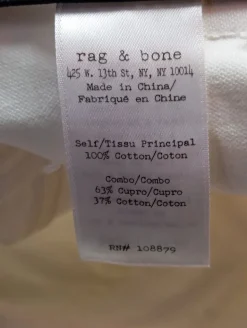 rag & bone
425 W. 13th St, NY, NY 10014
Made in China/
Fabriqué en Chine
Self/Tissu Principal
100% Cotton/Coton
Combo/Combo
63% Cupro/Cupro
37% Cotton/Coton
RN# 108879